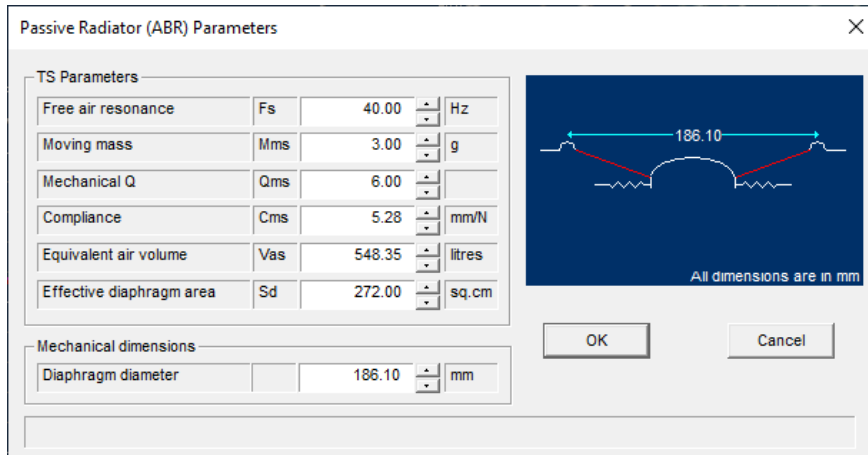 Passive Radiator (ABR) Parameters
TS Parameters
Free air resonance Fs 40.00 Hz
Moving mass Mms 3.00 g
Mechanical Q Qms 6.00
Compliance Cms 5.28 mm/N
Equivalent air volume Vas 548.35 litres
Effective diaphragm area Sd 272.00 sq.cm
Mechanical dimensions
Diaphragm diameter 186.10 mm
186.10
All dimensions are in mm
OK Cancel